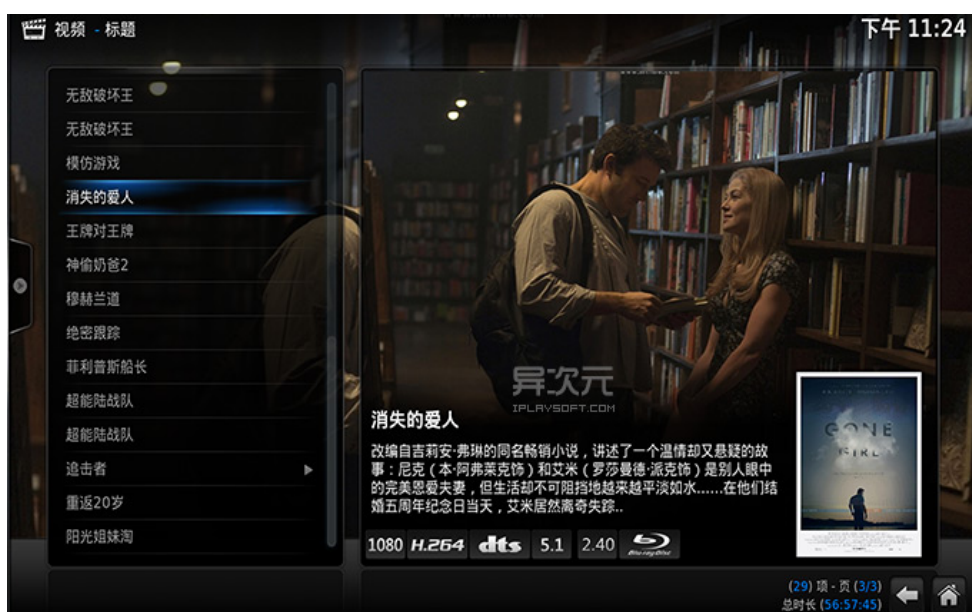 视频 - 标题
下午 11:24
无敌破坏王
无敌破坏王
模仿游戏
消失的爱人
王牌对王牌
神偷奶爸2
穆赫兰道
绝密跟踪
菲利普斯船长
超能陆战队
超能陆战队
追击者
重返20岁
阳光姐妹淘
异次元
IPLAYSOFT.COM
消失的爱人
改编自吉莉安·弗琳的同名畅销小说，讲述了一个温情却又悬疑的故
事：尼克（本·阿弗莱克饰）和艾米（罗莎曼德·派克饰）是别人眼中
的完美恩爱夫妻，但生活却不可阻挡地越来越平淡如水......在他们结
婚五周年纪念日当天，艾米居然离奇失踪..
GONE
GIRL
1080 H.264 dts 5.1 2.40 Blu-ray Disc
(29) 项 - 页 (3/3)
总时长 (56:57:45)